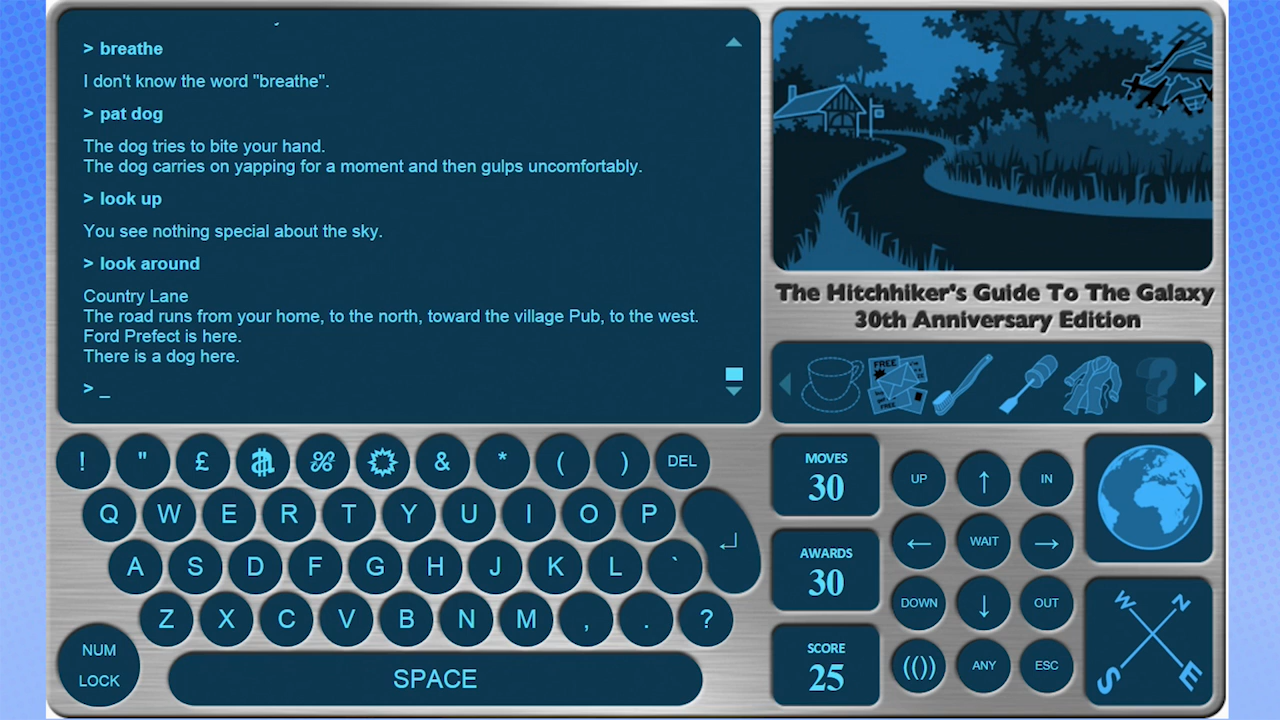 > breathe
I don't know the word "breathe".
> pat dog
The dog tries to bite your hand.
The dog carries on yapping for a moment and then gulps uncomfortably.
> look up
You see nothing special about the sky.
> look around
Country Lane
The road runs from your home, to the north, toward the village Pub, to the west.
Ford Prefect is here.
There is a dog here.
> _
The Hitchhiker's Guide To The Galaxy
30th Anniversary Edition
FREE
FREE
! " £ & * ( ) DEL
Q W E R T Y U I O P
A S D F G H J K L `
Z X C V B N M , . ?
NUM
LOCK
SPACE
MOVES
30
AWARDS
30
SCORE
25
UP ↑ IN
← WAIT →
DOWN ↓ OUT
(()) ANY ESC
W N
S E